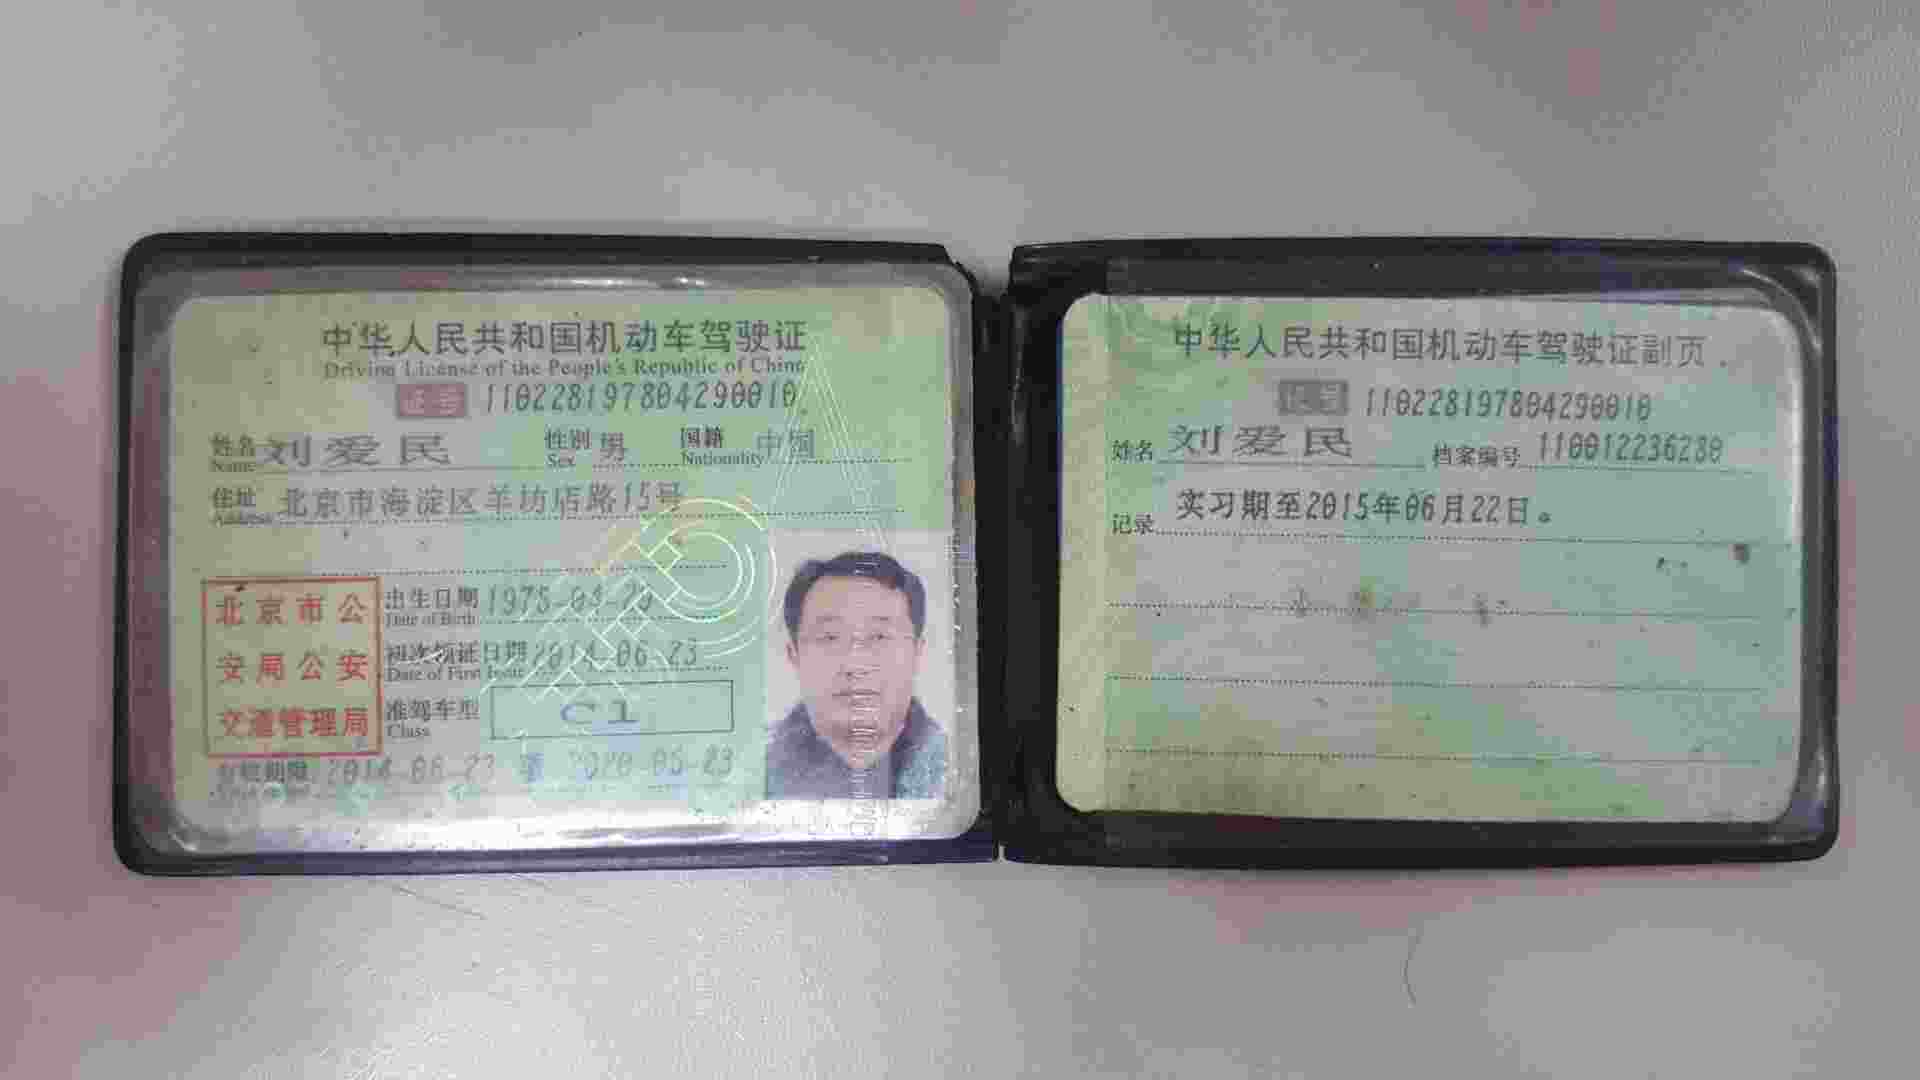 中华人民共和国机动车驾驶证
Driving License of the People's Republic of China
证号 110228197804290010
姓名 刘爱民 性别 男 国籍 中国
Name Sex Nationality
住址 北京市海淀区羊坊店路15号
Address
北京市公
安局公安
交通管理局
出生日期
Date of Birth
初次领证日期 2014-06-23
Date of First Issue
准驾车型 C1
Class
有效期限 2014-06-23 至
中华人民共和国机动车驾驶证副页
证号 110228197804290010
姓名 刘爱民 档案编号 110012236280
记录 实习期至2015年06月22日。